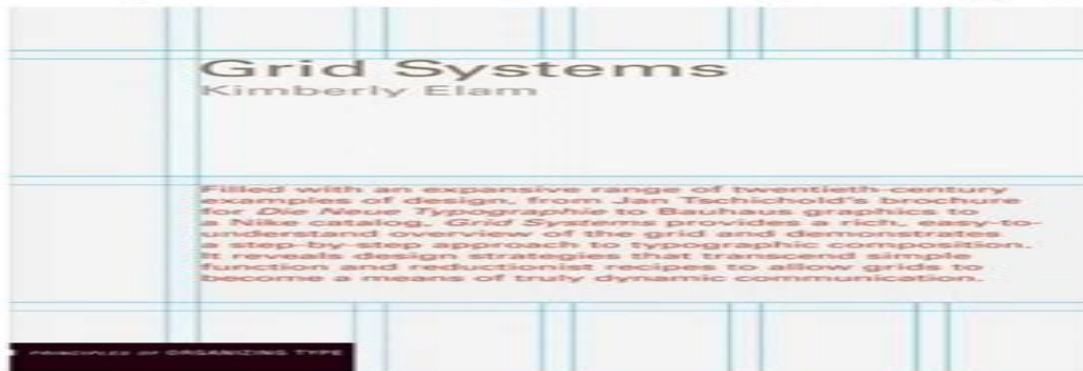 Grid Systems
Kimberly Elam
Filled with an expansive range of twentieth-century
examples of design, from Jan Tschichold's brochure
for Die Neue Typographie to Bauhaus graphics to
a Nike catalog, Grid Systems provides a rich, easy-to-
understand overview of the grid and demonstrates
a step-by-step approach to typographic composition.
It reveals design strategies that transcend simple
function and reductionist recipes to allow grids to
become a means of truly dynamic communication.
PRINCIPLES OF ORGANIZING TYPE